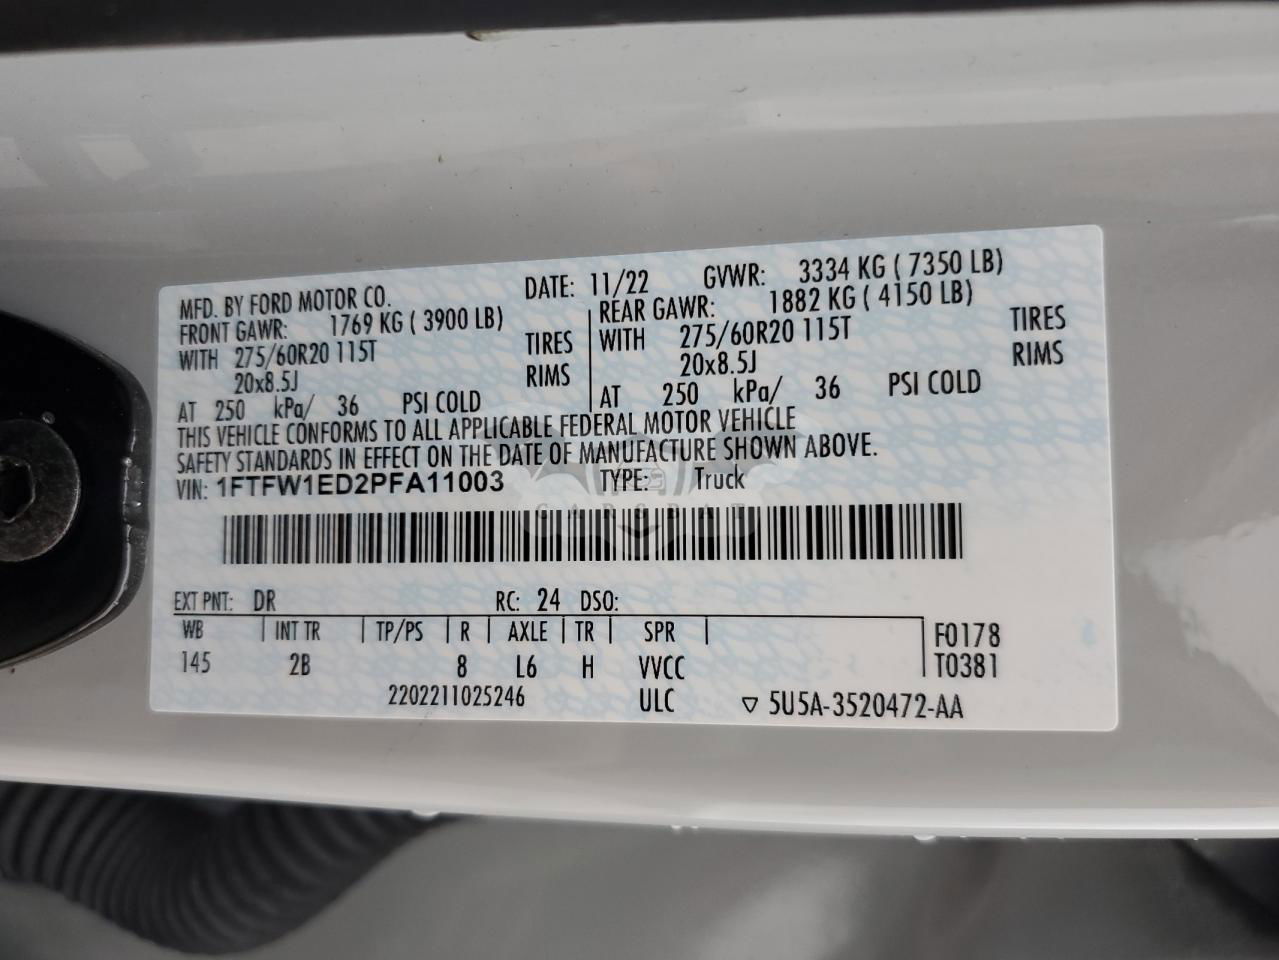 MFD. BY FORD MOTOR CO. DATE: 11/22 GVWR: 3334 KG ( 7350 LB)
FRONT GAWR: 1769 KG ( 3900 LB) REAR GAWR: 1882 KG ( 4150 LB)
WITH 275/60R20 115T TIRES WITH 275/60R20 115T TIRES
20x8.5J RIMS 20x8.5J RIMS
AT 250 kPa/ 36 PSI COLD AT 250 kPa/ 36 PSI COLD
THIS VEHICLE CONFORMS TO ALL APPLICABLE FEDERAL MOTOR VEHICLE
SAFETY STANDARDS IN EFFECT ON THE DATE OF MANUFACTURE SHOWN ABOVE.
VIN: 1FTFW1ED2PFA11003 TYPE: Truck
CARSBAT
EXT PNT: DR RC: 24 DSO:
WB INT TR TP/PS R AXLE TR SPR F0178
145 2B 8 L6 H VVCC T0381
2202211025246 ULC ▽ 5U5A-3520472-AA